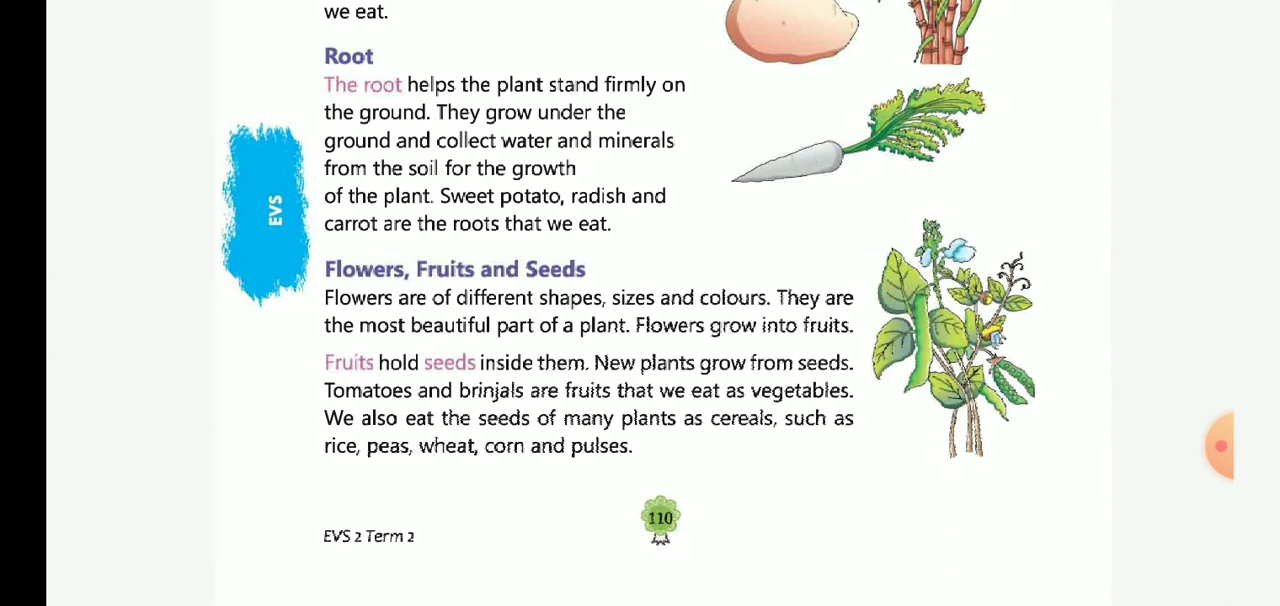 we eat.
Root
The root helps the plant stand firmly on
the ground. They grow under the
ground and collect water and minerals
from the soil for the growth
of the plant. Sweet potato, radish and
carrot are the roots that we eat.
EVS
Flowers, Fruits and Seeds
Flowers are of different shapes, sizes and colours. They are
the most beautiful part of a plant. Flowers grow into fruits.
Fruits hold seeds inside them. New plants grow from seeds.
Tomatoes and brinjals are fruits that we eat as vegetables.
We also eat the seeds of many plants as cereals, such as
rice, peas, wheat, corn and pulses.
110
EVS 2 Term 2